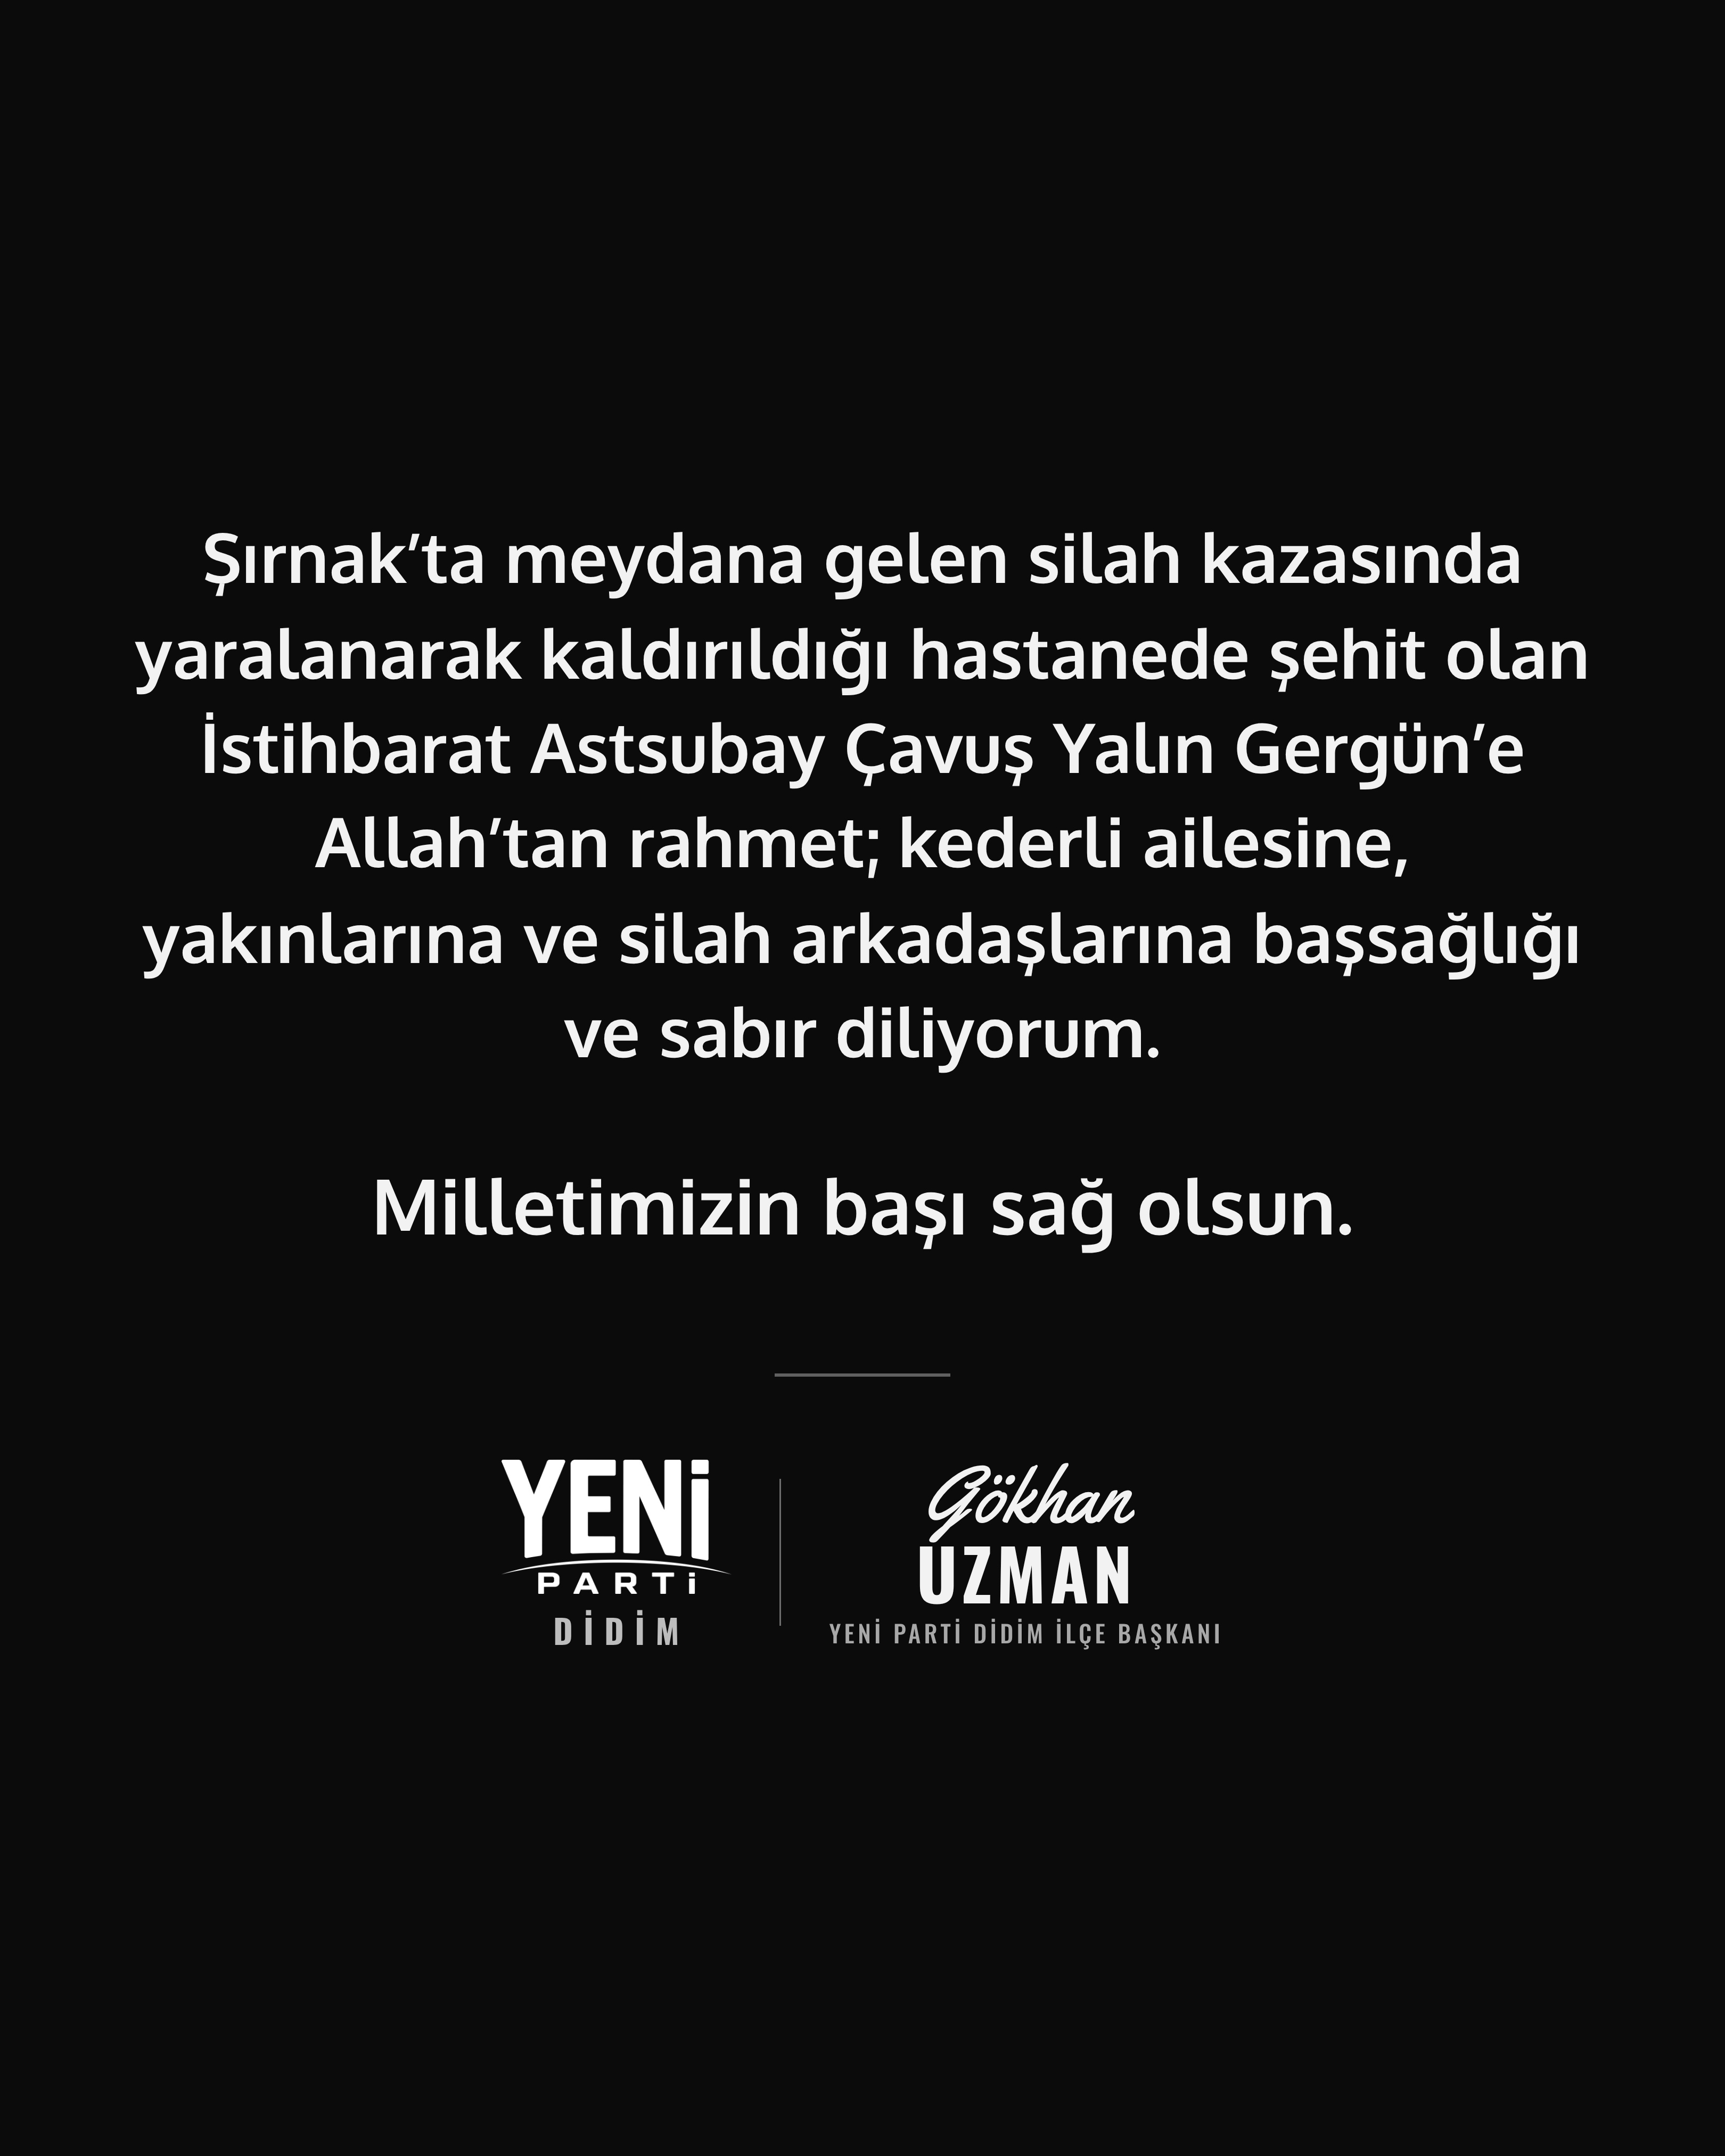 Şırnak’ta meydana gelen silah kazasında
yaralanarak kaldırıldığı hastanede şehit olan
İstihbarat Astsubay Çavuş Yalın Gergün’e
Allah’tan rahmet; kederli ailesine,
yakınlarına ve silah arkadaşlarına başsağlığı
ve sabır diliyorum.
Milletimizin başı sağ olsun.
YENİ
PARTİ
DİDİM
Gökhan
UZMAN
YENİ PARTİ DİDİM İLÇE BAŞKANI